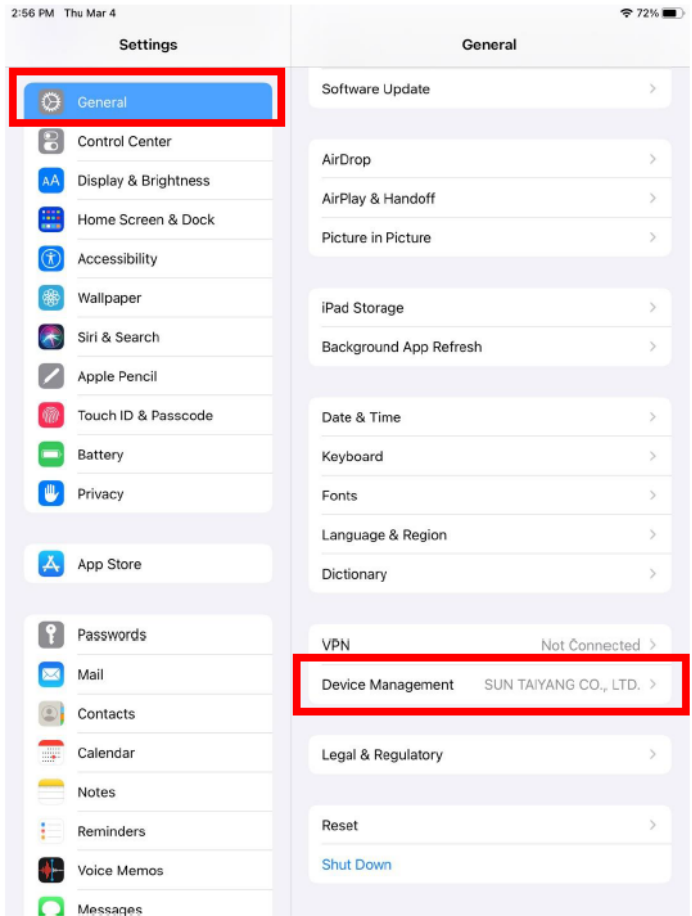 2:56 PM Thu Mar 4
72%
Settings
General
General
Control Center
Display & Brightness
Home Screen & Dock
Accessibility
Wallpaper
Siri & Search
Apple Pencil
Touch ID & Passcode
Battery
Privacy
App Store
Passwords
Mail
Contacts
Calendar
Notes
Reminders
Voice Memos
Messages
Software Update
AirDrop
AirPlay & Handoff
Picture in Picture
iPad Storage
Background App Refresh
Date & Time
Keyboard
Fonts
Language & Region
Dictionary
VPN Not Connected
Device Management SUN TAIYANG CO., LTD.
Legal & Regulatory
Reset
Shut Down